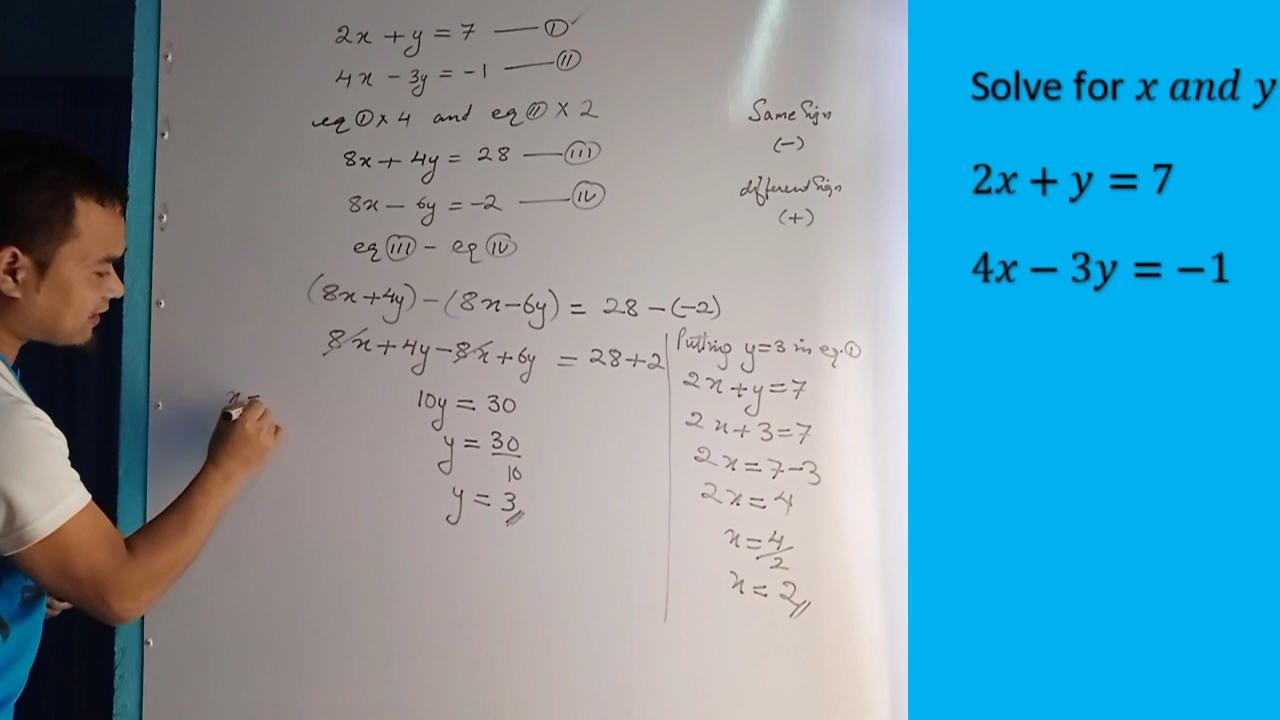 2x + y = 7 — (I) ✓
4x - 3y = -1 — (II)
eq (I) × 4 and eq (II) × 2
8x + 4y = 28 — (III)
8x - 6y = -2 — (IV)
eq (III) - eq (IV)
(8x+4y) - (8x-6y) = 28 - (-2)
8x + 4y - 8x + 6y = 28+2
10y = 30
y = 30/10
y = 3
Same Sign
(-)
different Sign
(+)
Putting y=3 in eq. (I)
2x+y=7
2x+3=7
2x=7-3
2x=4
x=4/2
x=2
x =
Solve for x and y
2x + y = 7
4x − 3y = −1